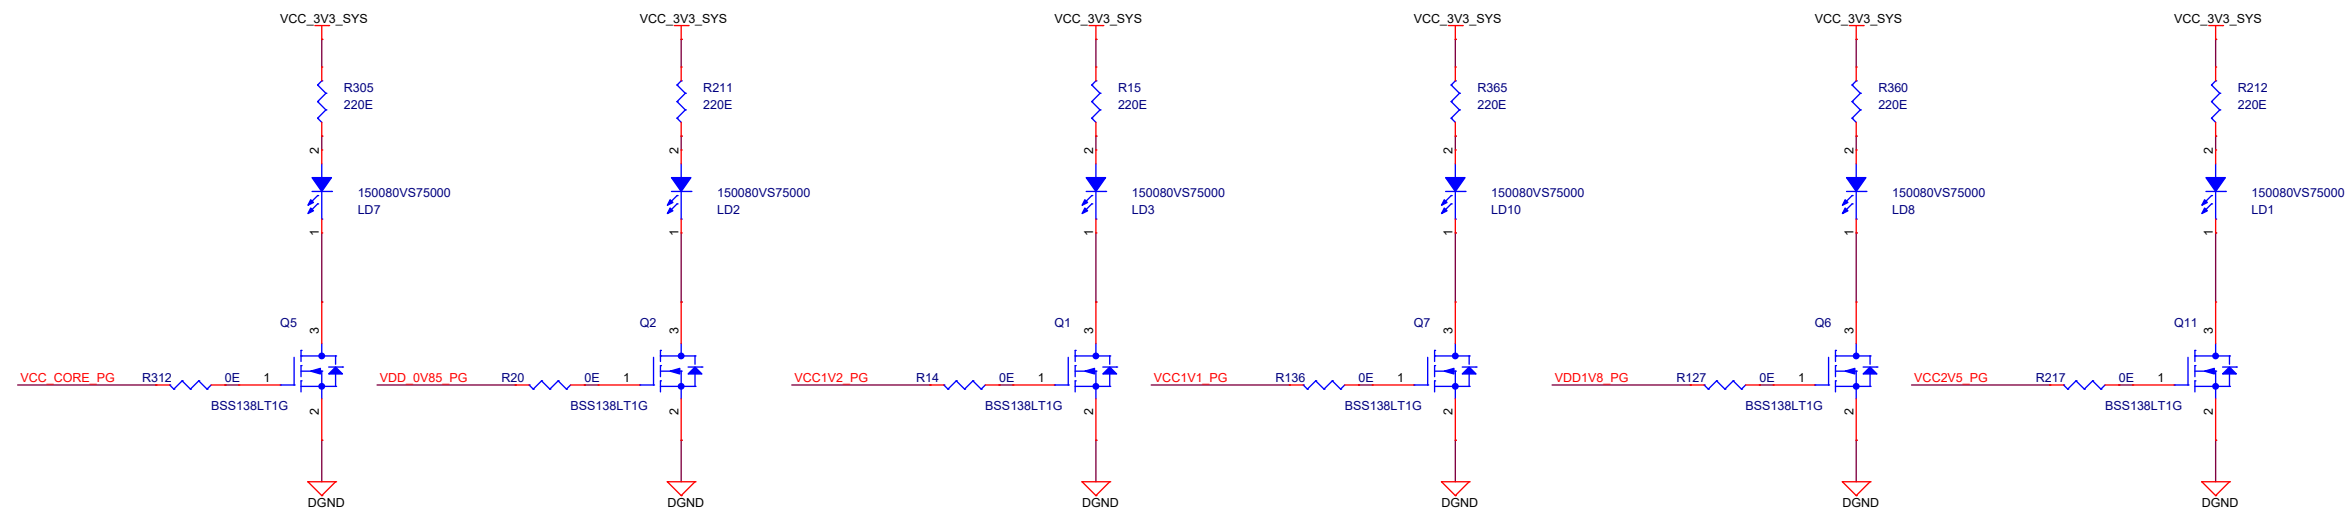 VCC_3V3_SYS VCC_3V3_SYS VCC_3V3_SYS VCC_3V3_SYS VCC_3V3_SYS VCC_3V3_SYS
R305 R211 R15 R365 R360 R212
220E 220E 220E 220E 220E 220E
2 2 2 2 2 2
150080VS75000 150080VS75000 150080VS75000 150080VS75000 150080VS75000 150080VS75000
LD7 LD2 LD3 LD10 LD8 LD1
1 1 1 1 1 1
Q5 3 Q2 3 Q1 3 Q7 3 Q6 3 Q11 3
VCC_CORE_PG R312 0E 1 VDD_0V85_PG R20 0E 1 VCC1V2_PG R14 0E 1 VCC1V1_PG R136 0E 1 VDD1V8_PG R127 0E 1 VCC2V5_PG R217 0E 1
BSS138LT1G BSS138LT1G BSS138LT1G BSS138LT1G BSS138LT1G BSS138LT1G
2 2 2 2 2 2
DGND DGND DGND DGND DGND DGND